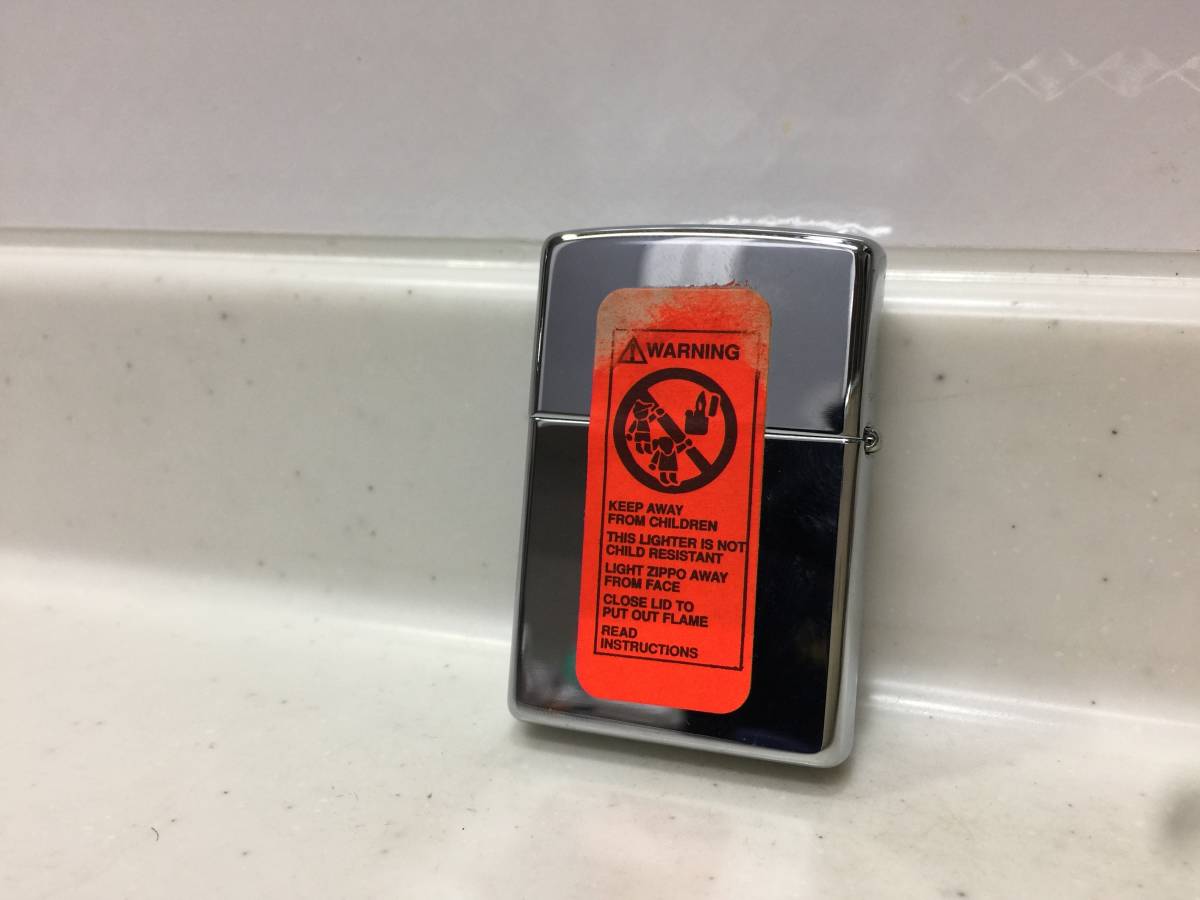 WARNING
KEEP AWAY
FROM CHILDREN
THIS LIGHTER IS NOT
CHILD RESISTANT
LIGHT ZIPPO AWAY
FROM FACE
CLOSE LID TO
PUT OUT FLAME
READ
INSTRUCTIONS